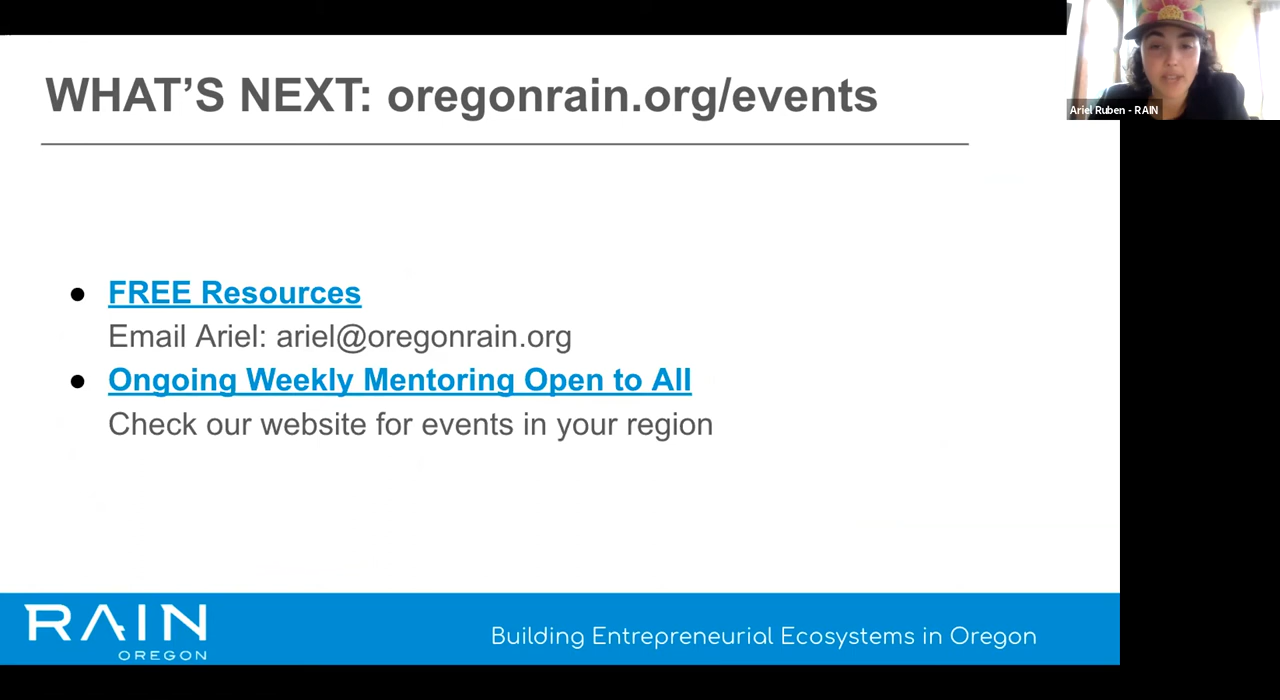 WHAT'S NEXT: oregonrain.org/events
Ariel Ruben - RAIN
● FREE Resources
Email Ariel: ariel@oregonrain.org
● Ongoing Weekly Mentoring Open to All
Check our website for events in your region
RAIN
OREGON
Building Entrepreneurial Ecosystems in Oregon